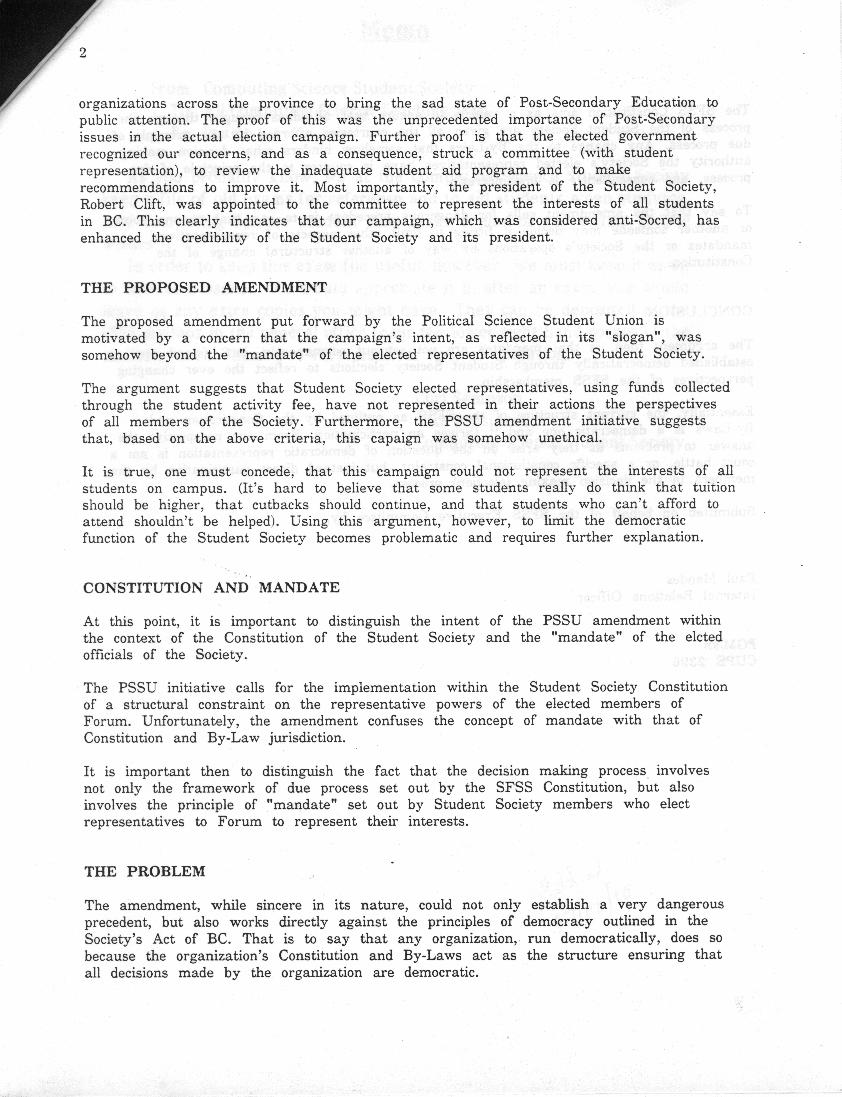 2
organizations across the province to bring the sad state of Post-Secondary Education to
public attention. The proof of this was the unprecedented importance of Post-Secondary
issues in the actual election campaign. Further proof is that the elected government
recognized our concerns, and as a consequence, struck a committee (with student
representation), to review the inadequate student aid program and to make
recommendations to improve it. Most importantly, the president of the Student Society,
Robert Clift, was appointed to the committee to represent the interests of all students
in BC. This clearly indicates that our campaign, which was considered anti-Socred, has
enhanced the credibility of the Student Society and its president.
THE PROPOSED AMENDMENT
The proposed amendment put forward by the Political Science Student Union is
motivated by a concern that the campaign's intent, as reflected in its "slogan", was
somehow beyond the "mandate" of the elected representatives of the Student Society.
The argument suggests that Student Society elected representatives, using funds collected
through the student activity fee, have not represented in their actions the perspectives
of all members of the Society. Furthermore, the PSSU amendment initiative suggests
that, based on the above criteria, this capaign was somehow unethical.
It is true, one must concede, that this campaign could not represent the interests of all
students on campus. (It's hard to believe that some students really do think that tuition
should be higher, that cutbacks should continue, and that students who can't afford to
attend shouldn't be helped). Using this argument, however, to limit the democratic
function of the Student Society becomes problematic and requires further explanation.
CONSTITUTION AND MANDATE
At this point, it is important to distinguish the intent of the PSSU amendment within
the context of the Constitution of the Student Society and the "mandate" of the elcted
officials of the Society.
The PSSU initiative calls for the implementation within the Student Society Constitution
of a structural constraint on the representative powers of the elected members of
Forum. Unfortunately, the amendment confuses the concept of mandate with that of
Constitution and By-Law jurisdiction.
It is important then to distinguish the fact that the decision making process involves
not only the framework of due process set out by the SFSS Constitution, but also
involves the principle of "mandate" set out by Student Society members who elect
representatives to Forum to represent their interests.
THE PROBLEM
The amendment, while sincere in its nature, could not only establish a very dangerous
precedent, but also works directly against the principles of democracy outlined in the
Society's Act of BC. That is to say that any organization, run democratically, does so
because the organization's Constitution and By-Laws act as the structure ensuring that
all decisions made by the organization are democratic.